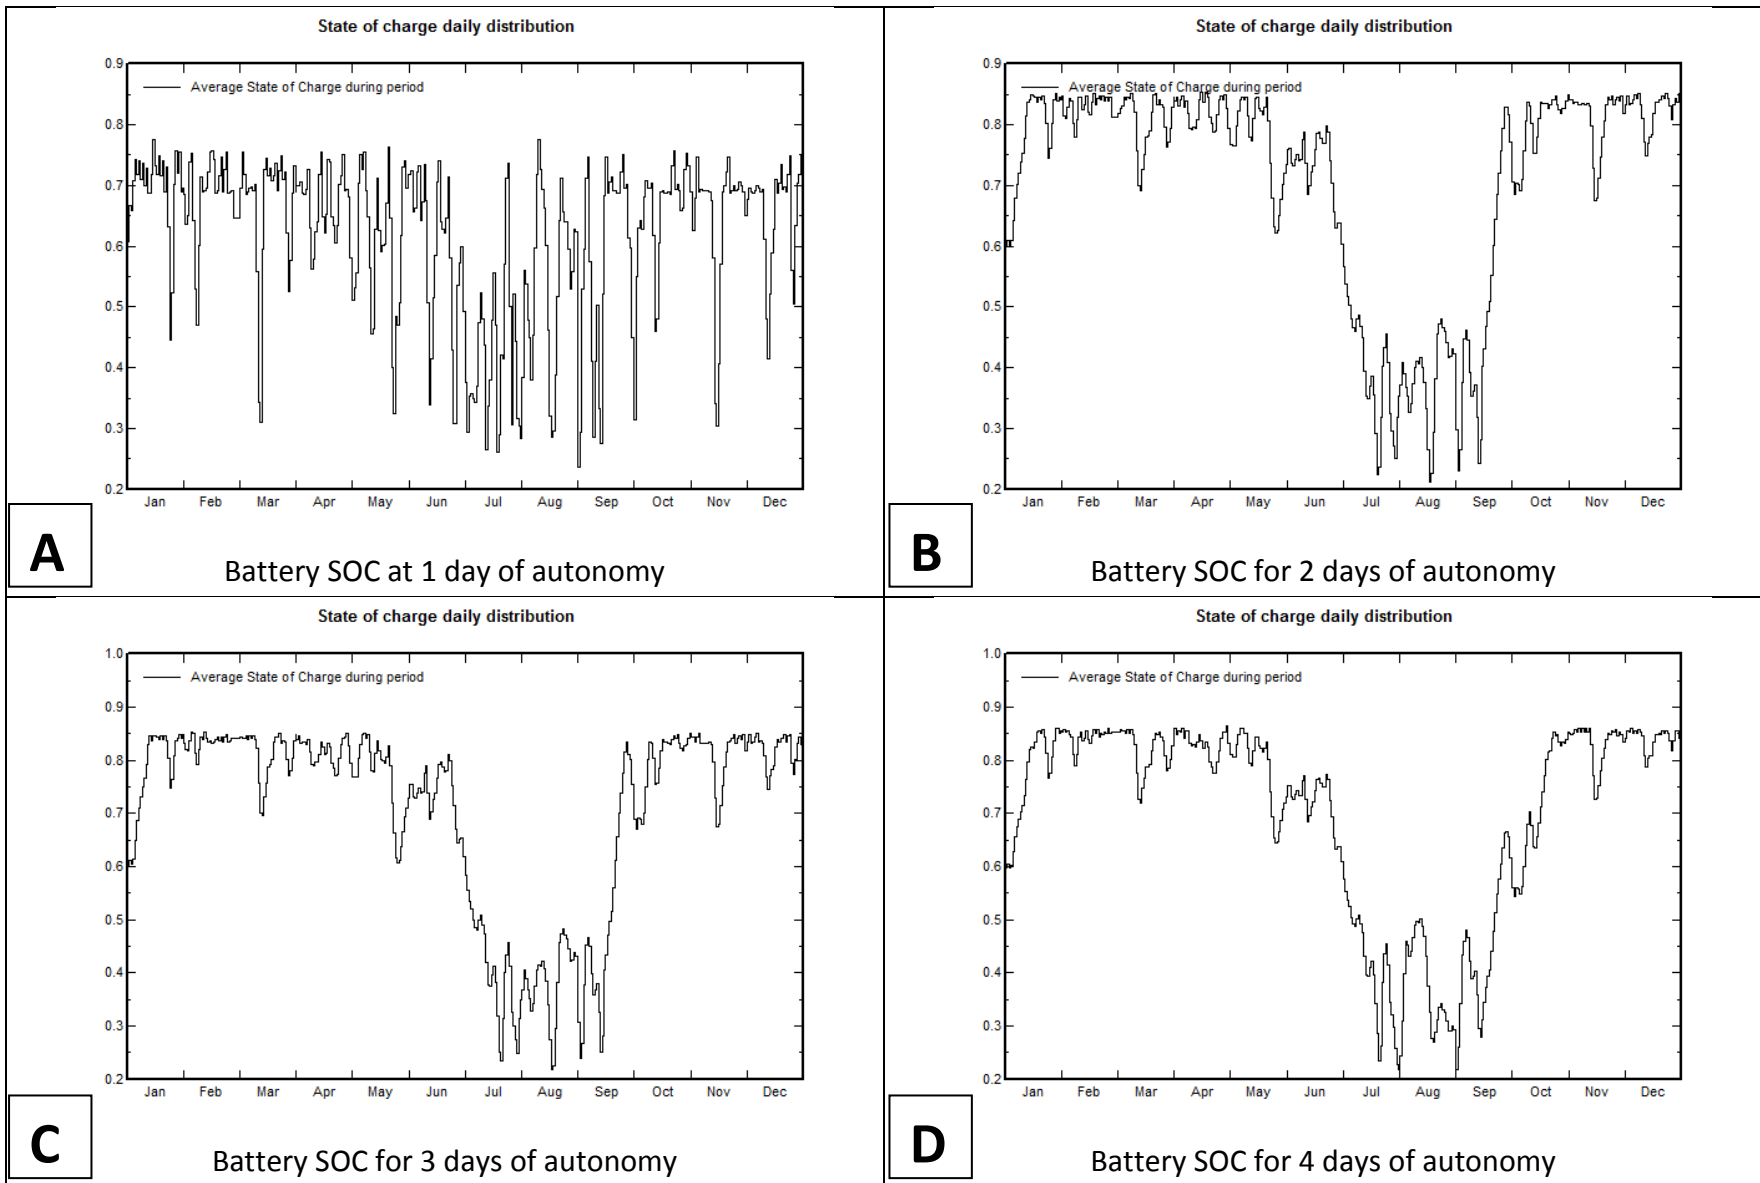 State of charge daily distribution
Average State of Charge during period
0.9
0.8
0.7
0.6
0.5
0.4
0.3
0.2
Jan Feb Mar Apr May Jun Jul Aug Sep Oct Nov Dec
A
Battery SOC at 1 day of autonomy
State of charge daily distribution
Average State of Charge during period
0.9
0.8
0.7
0.6
0.5
0.4
0.3
0.2
Jan Feb Mar Apr May Jun Jul Aug Sep Oct Nov Dec
B
Battery SOC for 2 days of autonomy
State of charge daily distribution
1.0
Average State of Charge during period
0.9
0.8
0.7
0.6
0.5
0.4
0.3
0.2
Jan Feb Mar Apr May Jun Jul Aug Sep Oct Nov Dec
C
Battery SOC for 3 days of autonomy
State of charge daily distribution
1.0
Average State of Charge during period
0.9
0.8
0.7
0.6
0.5
0.4
0.3
0.2
Jan Feb Mar Apr May Jun Jul Aug Sep Oct Nov Dec
D
Battery SOC for 4 days of autonomy